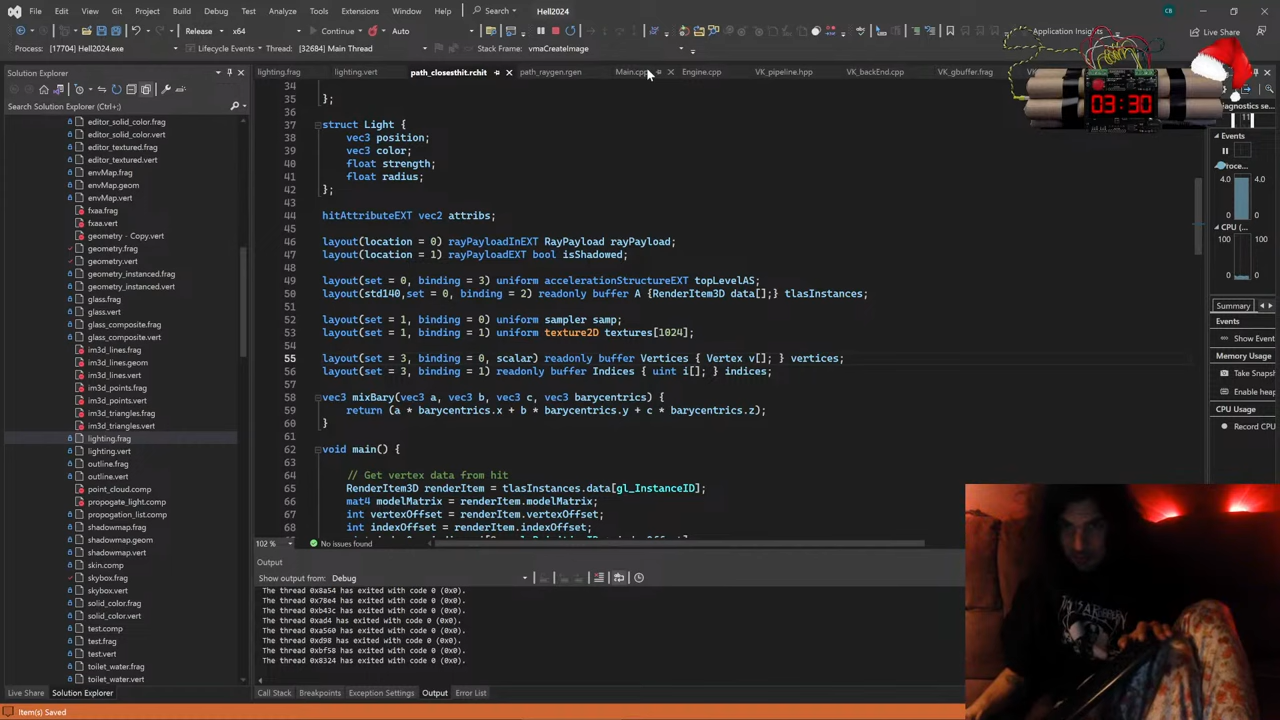 File Edit View Git Project Build Debug Test Analyze Tools Extensions Window Help Search Hell2024 CB
Release x64 Continue Auto Application Insights Live Share
Process: [17704] Hell2024.exe Lifecycle Events Thread: [32684] Main Thread Stack Frame: vmaCreateImage
03:30
Solution Explorer
lighting.frag lighting.vert path_closesthit.rchit path_raygen.rgen Main.cpp Engine.cpp VK_pipeline.hpp VK_backEnd.cpp VK_gbuffer.frag
Search Solution Explorer (Ctrl+;)
editor_solid_color.frag
editor_solid_color.vert
editor_textured.frag
editor_textured.vert
envMap.frag
envMap.geom
envMap.vert
fxaa.frag
fxaa.vert
geometry - Copy.vert
geometry.frag
geometry.vert
geometry_instanced.frag
geometry_instanced.vert
glass.frag
glass.vert
glass_composite.frag
glass_composite.vert
im3d_lines.frag
im3d_lines.geom
im3d_lines.vert
im3d_points.frag
im3d_points.vert
im3d_triangles.frag
im3d_triangles.vert
lighting.frag
lighting.vert
outline.frag
outline.vert
point_cloud.comp
propogate_light.comp
propogation_list.comp
shadowmap.frag
shadowmap.geom
shadowmap.vert
skin.comp
skybox.frag
skybox.vert
solid_color.frag
solid_color.vert
test.comp
test.frag
test.vert
toilet_water.frag
toilet_water.vert
Live Share Solution Explorer
34
35 };
36
37 struct Light {
38 vec3 position;
39 vec3 color;
40 float strength;
41 float radius;
42 };
43
44 hitAttributeEXT vec2 attribs;
45
46 layout(location = 0) rayPayloadInEXT RayPayload rayPayload;
47 layout(location = 1) rayPayloadEXT bool isShadowed;
48
49 layout(set = 0, binding = 3) uniform accelerationStructureEXT topLevelAS;
50 layout(std140,set = 0, binding = 2) readonly buffer A {RenderItem3D data[];} tlasInstances;
51
52 layout(set = 1, binding = 0) uniform sampler samp;
53 layout(set = 1, binding = 1) uniform texture2D textures[1024];
54
55 layout(set = 3, binding = 0, scalar) readonly buffer Vertices { Vertex v[]; } vertices;
56 layout(set = 3, binding = 1) readonly buffer Indices { uint i[]; } indices;
57
58 vec3 mixBary(vec3 a, vec3 b, vec3 c, vec3 barycentrics) {
59 return (a * barycentrics.x + b * barycentrics.y + c * barycentrics.z);
60 }
61
62 void main() {
63
64 // Get vertex data from hit
65 RenderItem3D renderItem = tlasInstances.data[gl_InstanceID];
66 mat4 modelMatrix = renderItem.modelMatrix;
67 int vertexOffset = renderItem.vertexOffset;
68 int indexOffset = renderItem.indexOffset;
102 % No issues found
Output
Show output from: Debug
The thread 0x8a54 has exited with code 0 (0x0).
The thread 0x78e4 has exited with code 0 (0x0).
The thread 0xb43c has exited with code 0 (0x0).
The thread 0xad4 has exited with code 0 (0x0).
The thread 0xa560 has exited with code 0 (0x0).
The thread 0xd98 has exited with code 0 (0x0).
The thread 0xbf58 has exited with code 0 (0x0).
The thread 0x8324 has exited with code 0 (0x0).
Call Stack Breakpoints Exception Settings Output Error List
Item(s) Saved
Events
4.0 4.0
0 0
CPU (
100 100
0 0
Summary
Events
Show Even
Memory Usage
Take Snapsh
Enable heap
CPU Usage
Record CPU